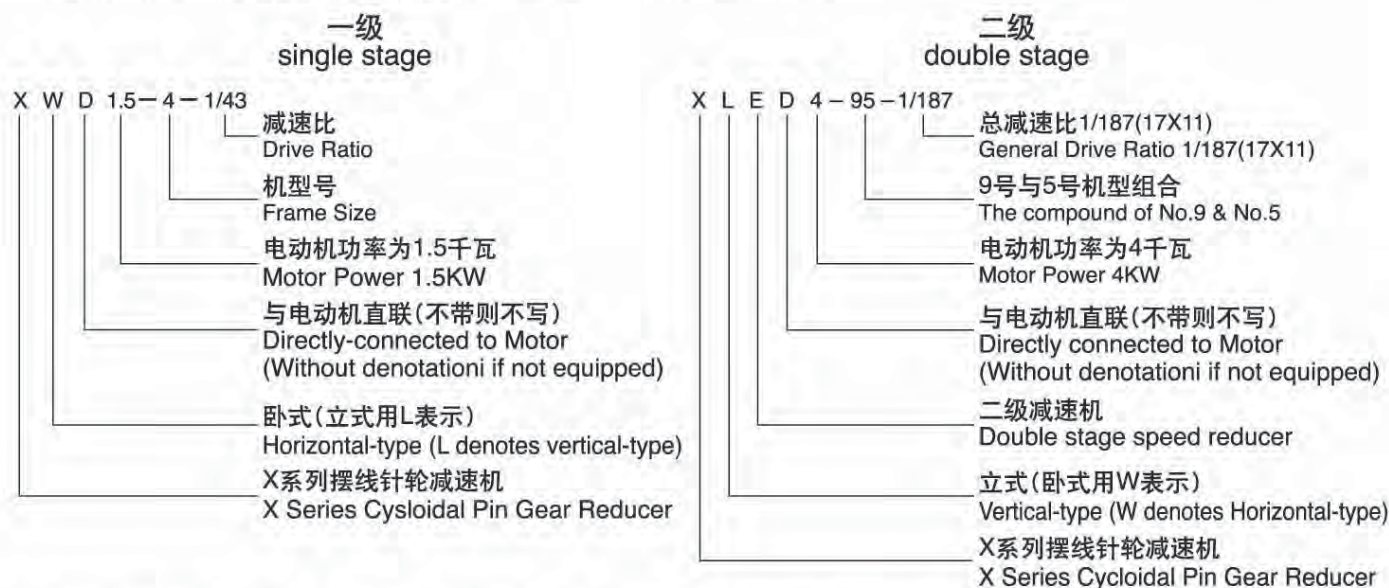 一级
single stage
X W D 1.5－4－1/43
减速比
Drive Ratio
机型号
Frame Size
电动机功率为1.5千瓦
Motor Power 1.5KW
与电动机直联(不带则不写)
Directly-connected to Motor
(Without denotationi if not equipped)
卧式(立式用L表示)
Horizontal-type (L denotes vertical-type)
X系列摆线针轮减速机
X Series Cysloidal Pin Gear Reducer
二级
double stage
X L E D 4－95－1/187
总减速比1/187(17X11)
General Drive Ratio 1/187(17X11)
9号与5号机型组合
The compound of No.9 & No.5
电动机功率为4千瓦
Motor Power 4KW
与电动机直联(不带则不写)
Directly connected to Motor
(Without denotationi if not equipped)
二级减速机
Double stage speed reducer
立式(卧式用W表示)
Vertical-type (W denotes Horizontal-type)
X系列摆线针轮减速机
X Series Cycloidal Pin Gear Reducer